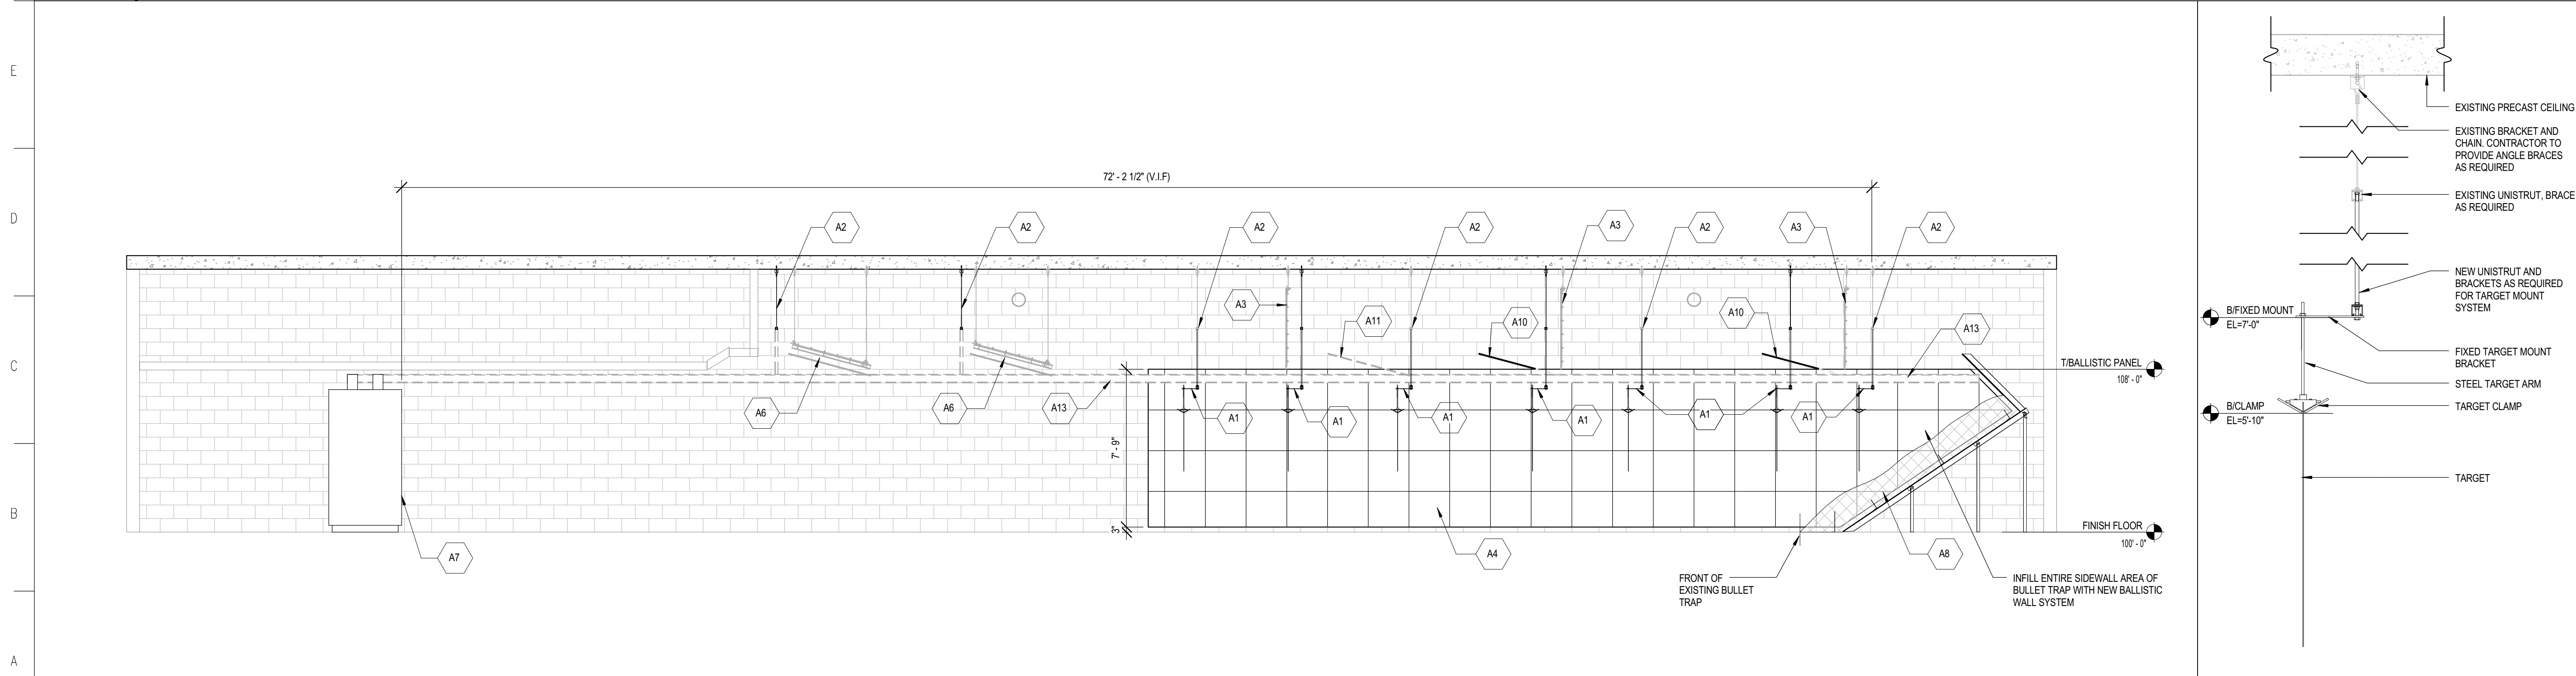 E
D
C
B
A
72' - 2 1/2" (V.I.F)
A2
A2
A2
A2
A3
A2
A3
A2
A3
A11
A10
A10
A13
T/BALLISTIC PANEL
108' - 0"
A6
A6
A13
A1
A1
A1
A1
A1
A1
7' - 9"
3"
FINISH FLOOR
100' - 0"
A7
A4
A8
FRONT OF
EXISTING BULLET
TRAP
INFILL ENTIRE SIDEWALL AREA OF
BULLET TRAP WITH NEW BALLISTIC
WALL SYSTEM
EXISTING PRECAST CEILING
EXISTING BRACKET AND
CHAIN. CONTRACTOR TO
PROVIDE ANGLE BRACES
AS REQUIRED
EXISTING UNISTRUT, BRACE
AS REQUIRED
NEW UNISTRUT AND
BRACKETS AS REQUIRED
FOR TARGET MOUNT
SYSTEM
B/FIXED MOUNT
EL=7'-0"
FIXED TARGET MOUNT
BRACKET
STEEL TARGET ARM
B/CLAMP
EL=5'-10"
TARGET CLAMP
TARGET